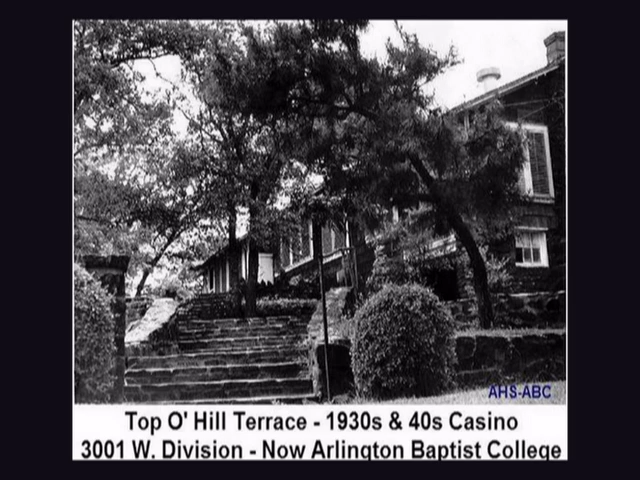 AHS-ABC
Top O' Hill Terrace - 1930s & 40s Casino
3001 W. Division - Now Arlington Baptist College